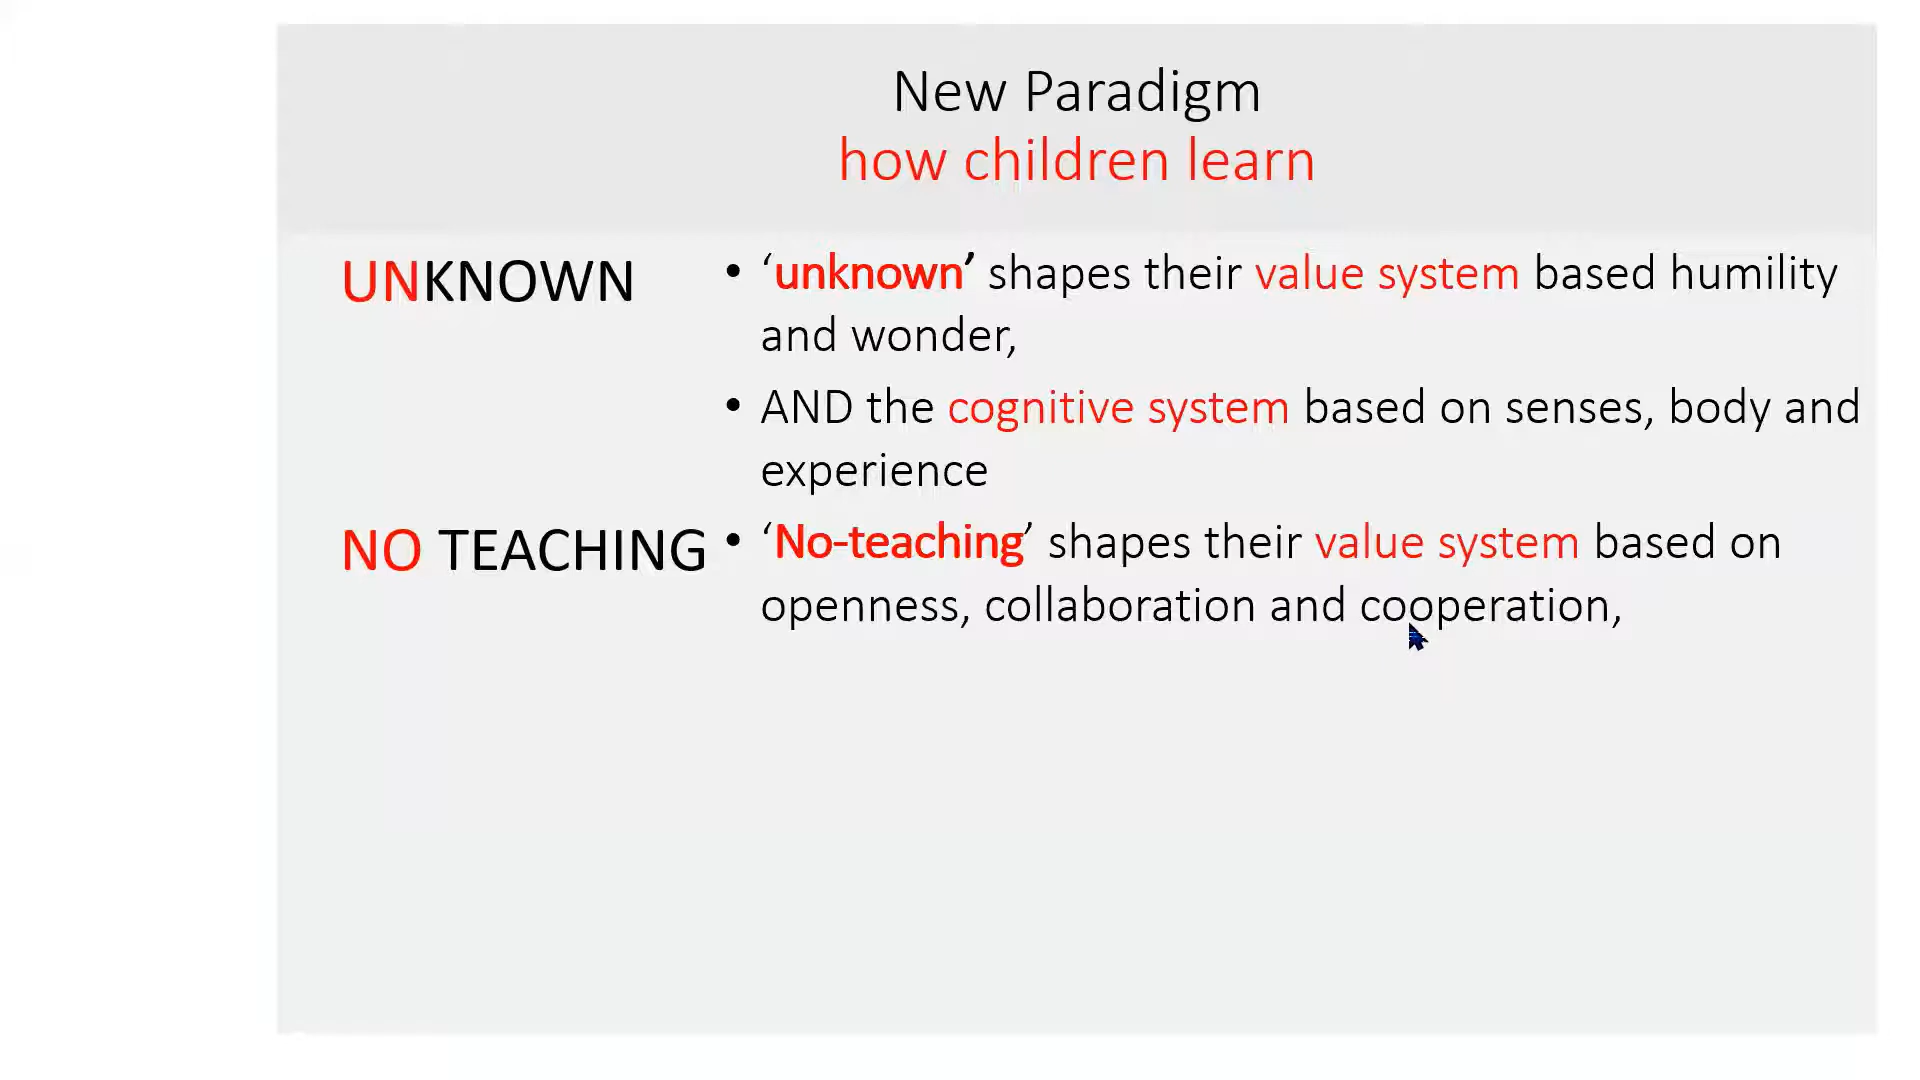 New Paradigm
how children learn
UNKNOWN
• ‘unknown’ shapes their value system based humility
and wonder,
• AND the cognitive system based on senses, body and
experience
NO TEACHING
• ‘No-teaching’ shapes their value system based on
openness, collaboration and cooperation,